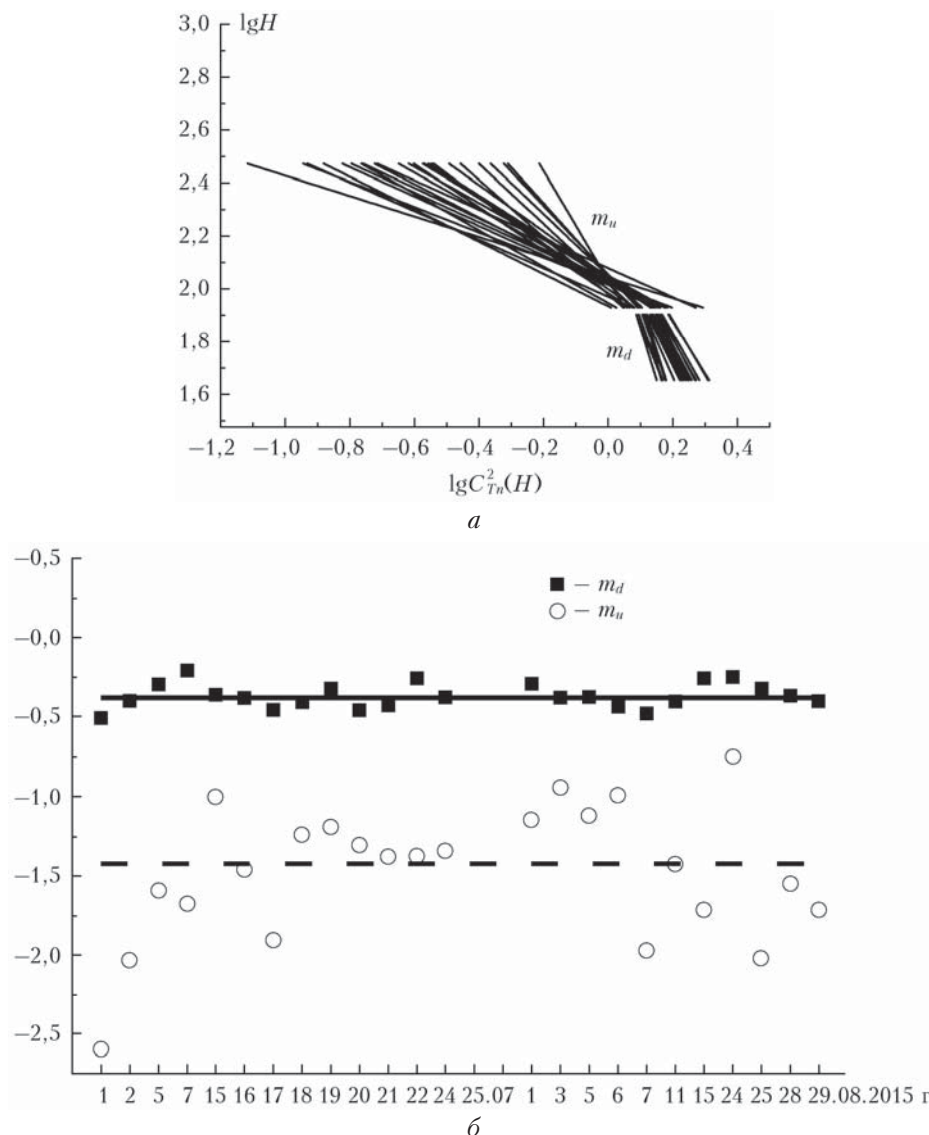 lgH
3,0
2,8
2,6
2,4
2,2
2,0
1,8
1,6
m_u
m_d
−1,2 −1,0 −0,8 −0,6 −0,4 −0,2 0,0 0,2 0,4
lgC²_Tn(H)
а
−0,5
−0,0
−0,5
−1,0
−1,5
−2,0
−2,5
■ – m_d
○ – m_u
1 2 5 7 15 16 17 18 19 20 21 22 24 25.07 1 3 5 6 7 11 15 24 25 28 29.08.2015 г
б